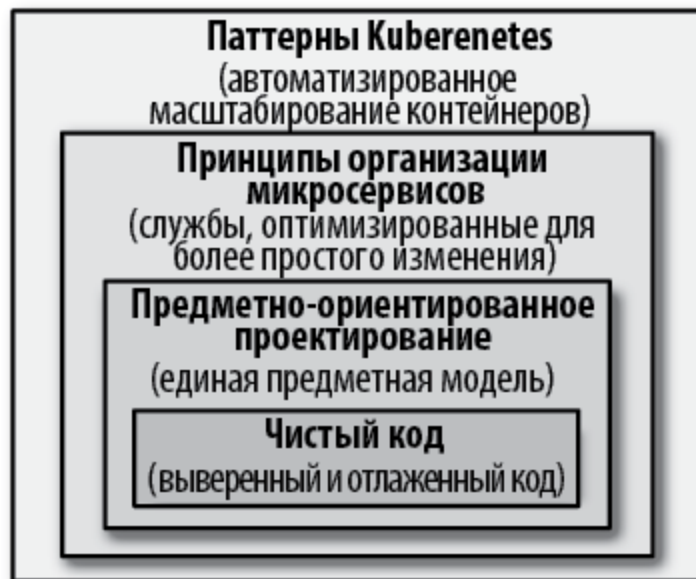 Паттерны Kuberenetes
(автоматизированное
масштабирование контейнеров)
Принципы организации
микросервисов
(службы, оптимизированные для
более простого изменения)
Предметно-ориентированное
проектирование
(единая предметная модель)
Чистый код
(выверенный и отлаженный код)